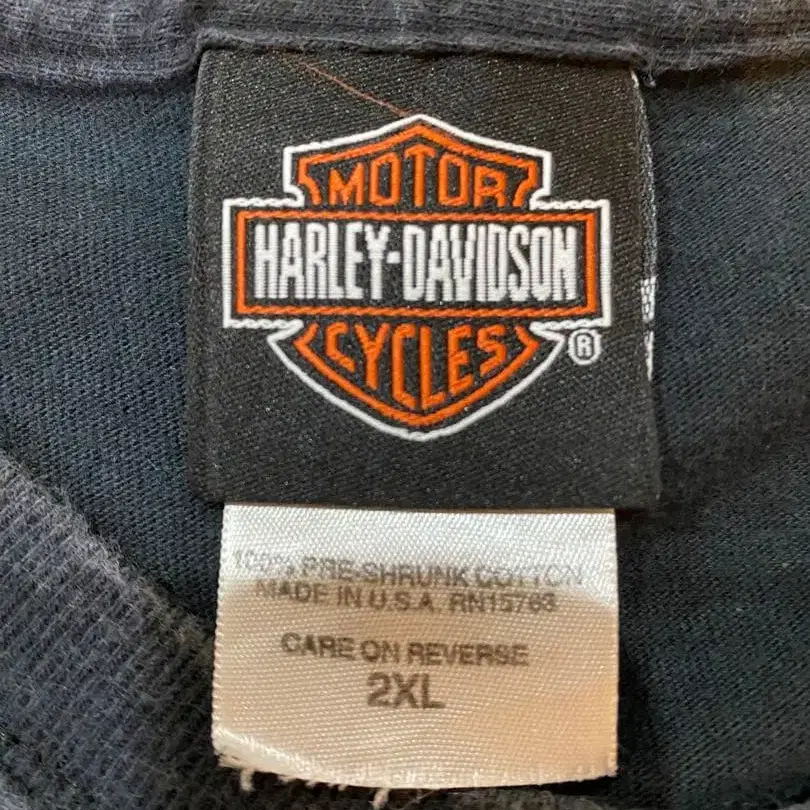 MOTOR
HARLEY-DAVIDSON
CYCLES
®
100% PRE-SHRUNK COTTON
MADE IN U.S.A. RN15763
CARE ON REVERSE
2XL